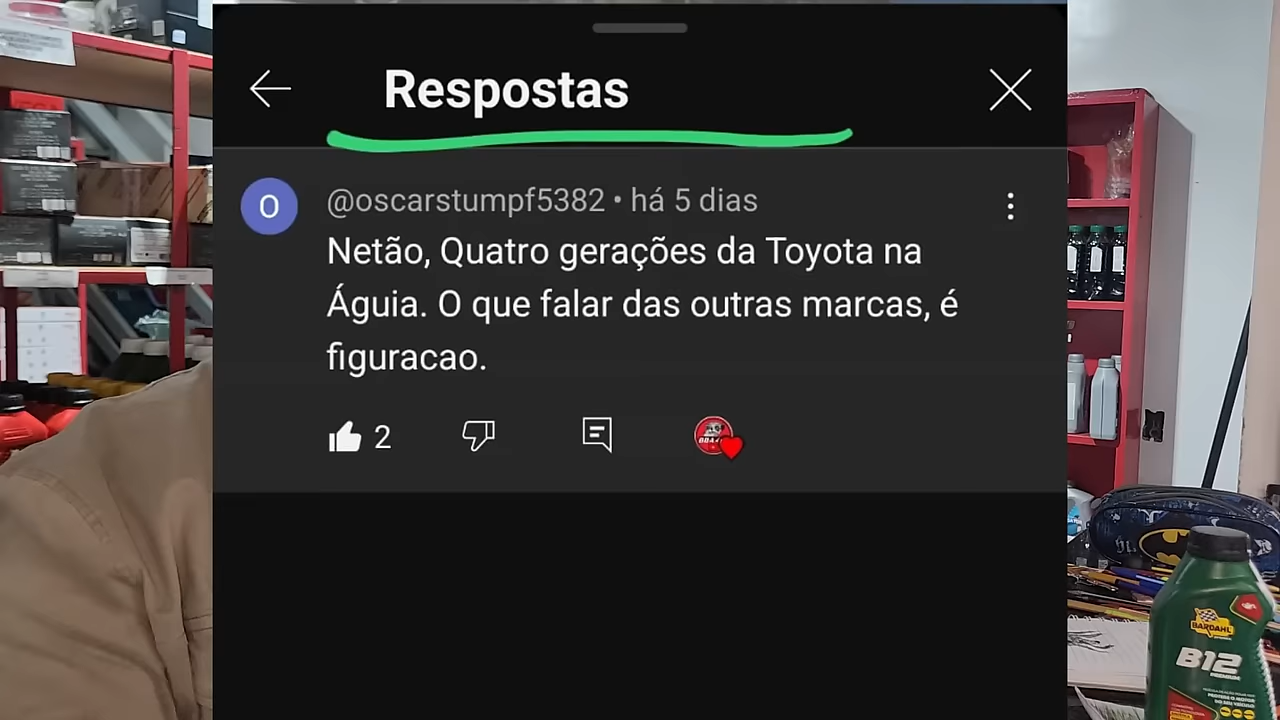 Respostas
O
@oscarstumpf5382 • há 5 dias
Netão, Quatro gerações da Toyota na
Águia. O que falar das outras marcas, é
figuracao.
2
BARDAHL
B12
PREMIUM